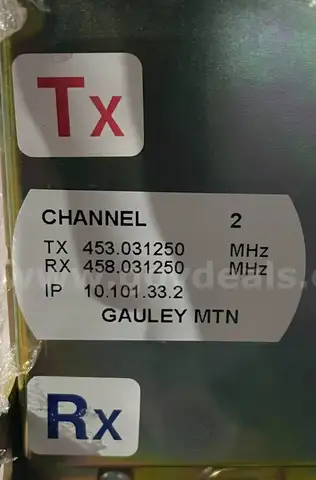 Tx
CHANNEL 2
TX 453.031250 MHz
RX 458.031250 MHz
IP 10.101.33.2
GAULEY MTN
Rx